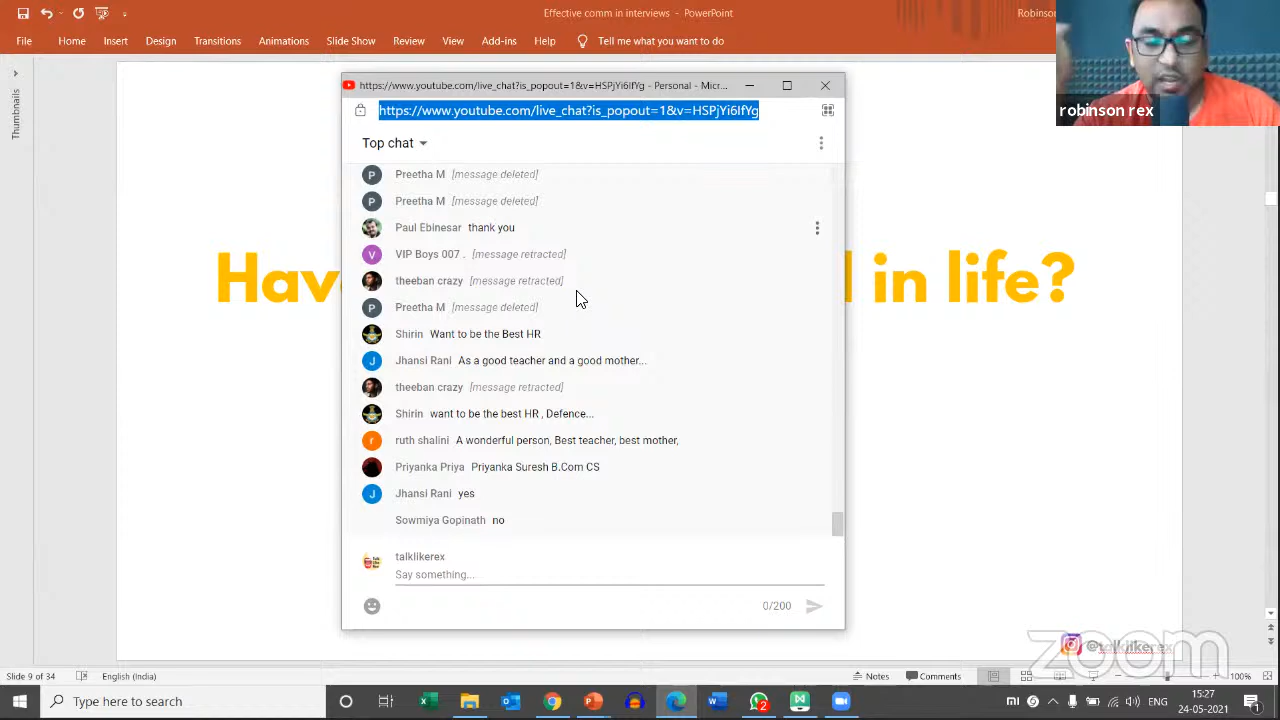 Effective comm in interviews - PowerPoint
Robinson
File Home Insert Design Transitions Animations Slide Show Review View Add-ins Help Tell me what you want to do
Thumbnails
robinson rex
https://www.youtube.com/live_chat?is_popout=1&v=HSPjYi6IfYg - Personal - Micr...
https://www.youtube.com/live_chat?is_popout=1&v=HSPjYi6IfYg
Top chat
P Preetha M [message deleted]
P Preetha M [message deleted]
Paul Ebinesar thank you
V VIP Boys 007 . [message retracted]
theeban crazy [message retracted]
P Preetha M [message deleted]
Shirin Want to be the Best HR
J Jhansi Rani As a good teacher and a good mother...
theeban crazy [message retracted]
Shirin want to be the best HR , Defence...
r ruth shalini A wonderful person, Best teacher, best mother,
Priyanka Priya Priyanka Suresh B.Com CS
J Jhansi Rani yes
Sowmiya Gopinath no
talklikerex
Say something...
0/200
in life?
@talklikerex
zoom
Slide 9 of 34 English (India) Notes Comments 100%
Type here to search
2
ENG
15:27
24-05-2021
1